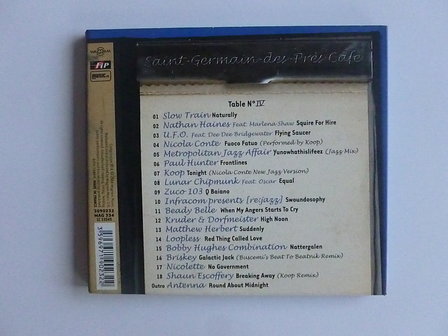 Saint-Germain-des-Prés Café
Table N° IV
01 Slow Train Naturally
02 Nathan Haines Feat. Marlena Shaw Squire For Hire
03 U.F.O. Feat. Dee Dee Bridgewater Flying Saucer
04 Nicola Conte Fuoco Fatuo (Performed by Koop)
05 Metropolitan Jazz Affair Yunowhathislifeez (Jazz Mix)
06 Paul Hunter Frontlines
07 Koop Tonight (Nicola Conte New Jazz Version)
08 Lunar Chipmunk Feat. Oscar Equal
09 Zuco 103 O Baiano
10 Infracom presents [re:jazz] Swoundosophy
11 Beady Belle When My Angers Starts To Cry
12 Kruder & Dorfmeister High Noon
13 Matthew Herbert Suddenly
14 Loopless Red Thing Called Love
15 Bobby Hughes Combination Nattergalen
16 Briskey Galactic Jack (Buscemi's Beat To Beatnik Remix)
17 Nicolette No Government
18 Shaun Escoffery Breaking Away (Koop Remix)
Outro Antenna Round About Midnight
WAGRAM
FIP
3090232
WAG 334